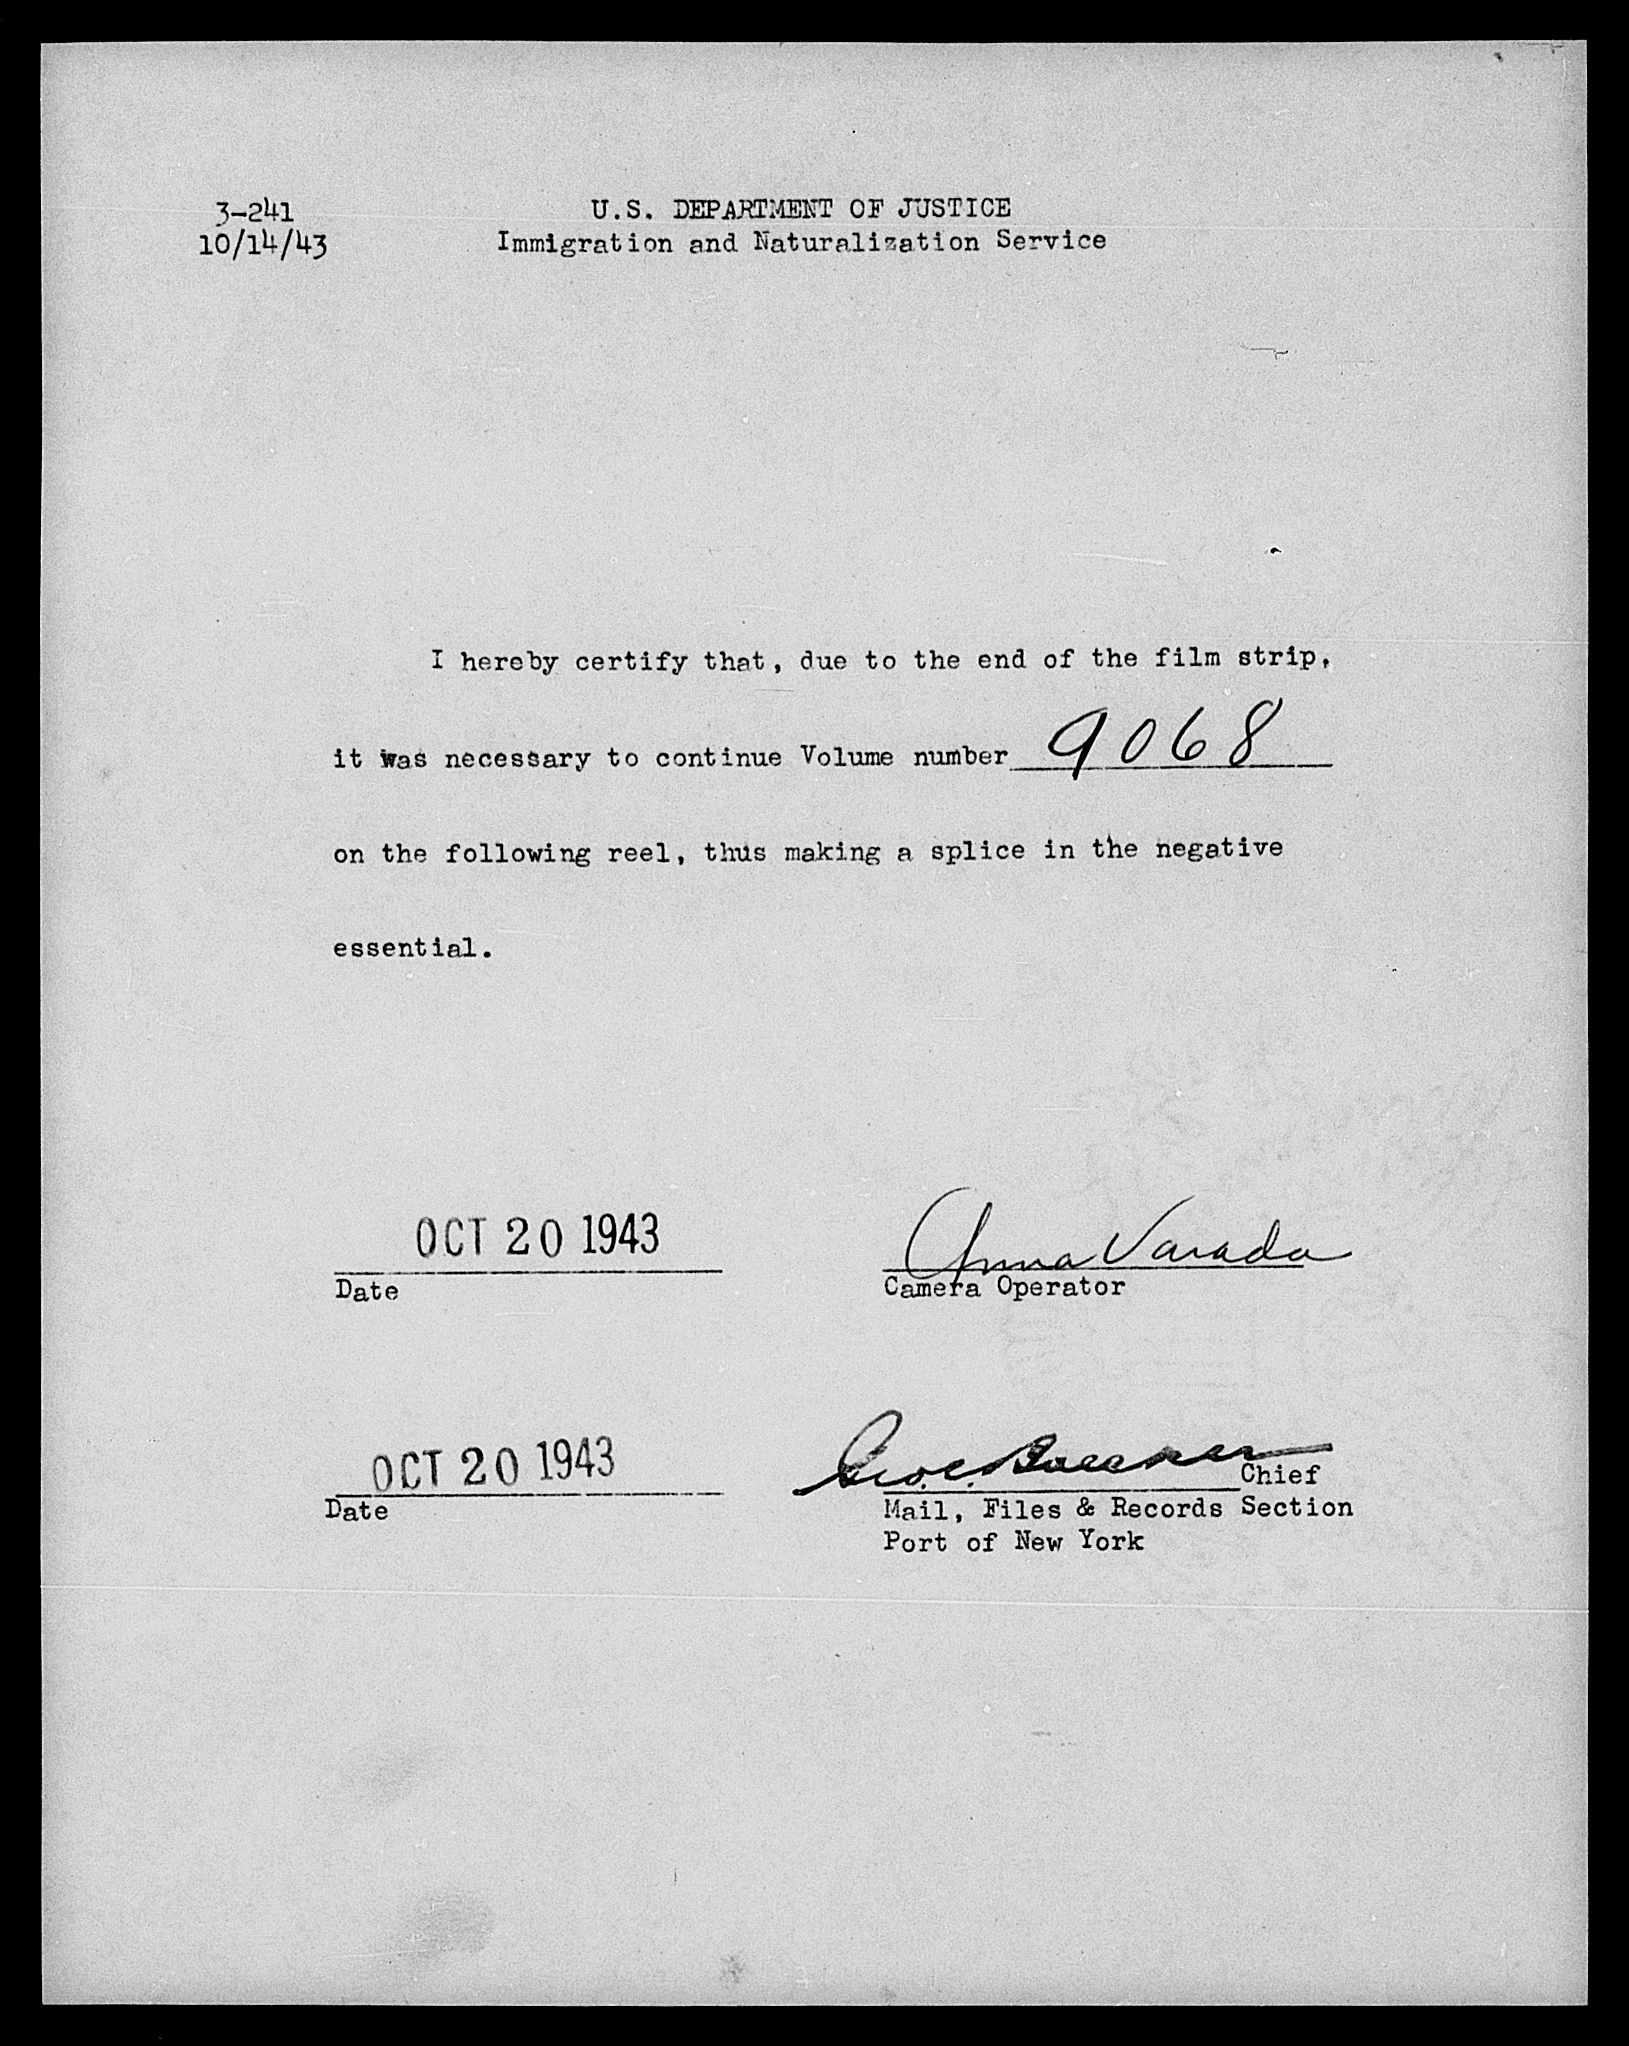 3-241
10/14/43
U.S. DEPARTMENT OF JUSTICE
Immigration and Naturalization Service
I hereby certify that, due to the end of the film strip,
it was necessary to continue Volume number 9068
on the following reel, thus making a splice in the negative
essential.
OCT 20 1943
Date
Anna Varada
Camera Operator
OCT 20 1943
Date
Geo. C.
Chief
Mail, Files & Records Section
Port of New York